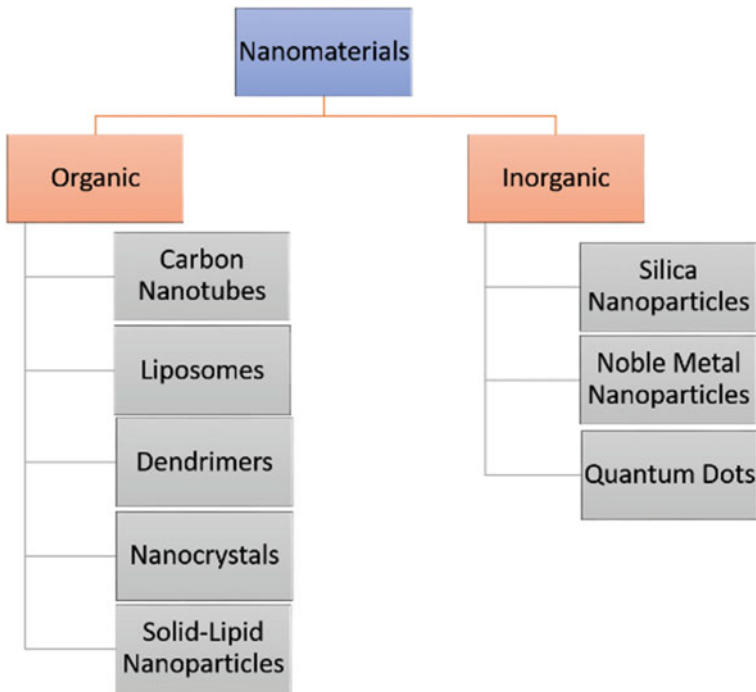 Nanomaterials
Organic
Carbon
Nanotubes
Liposomes
Dendrimers
Nanocrystals
Solid-Lipid
Nanoparticles
Inorganic
Silica
Nanoparticles
Noble Metal
Nanoparticles
Quantum Dots